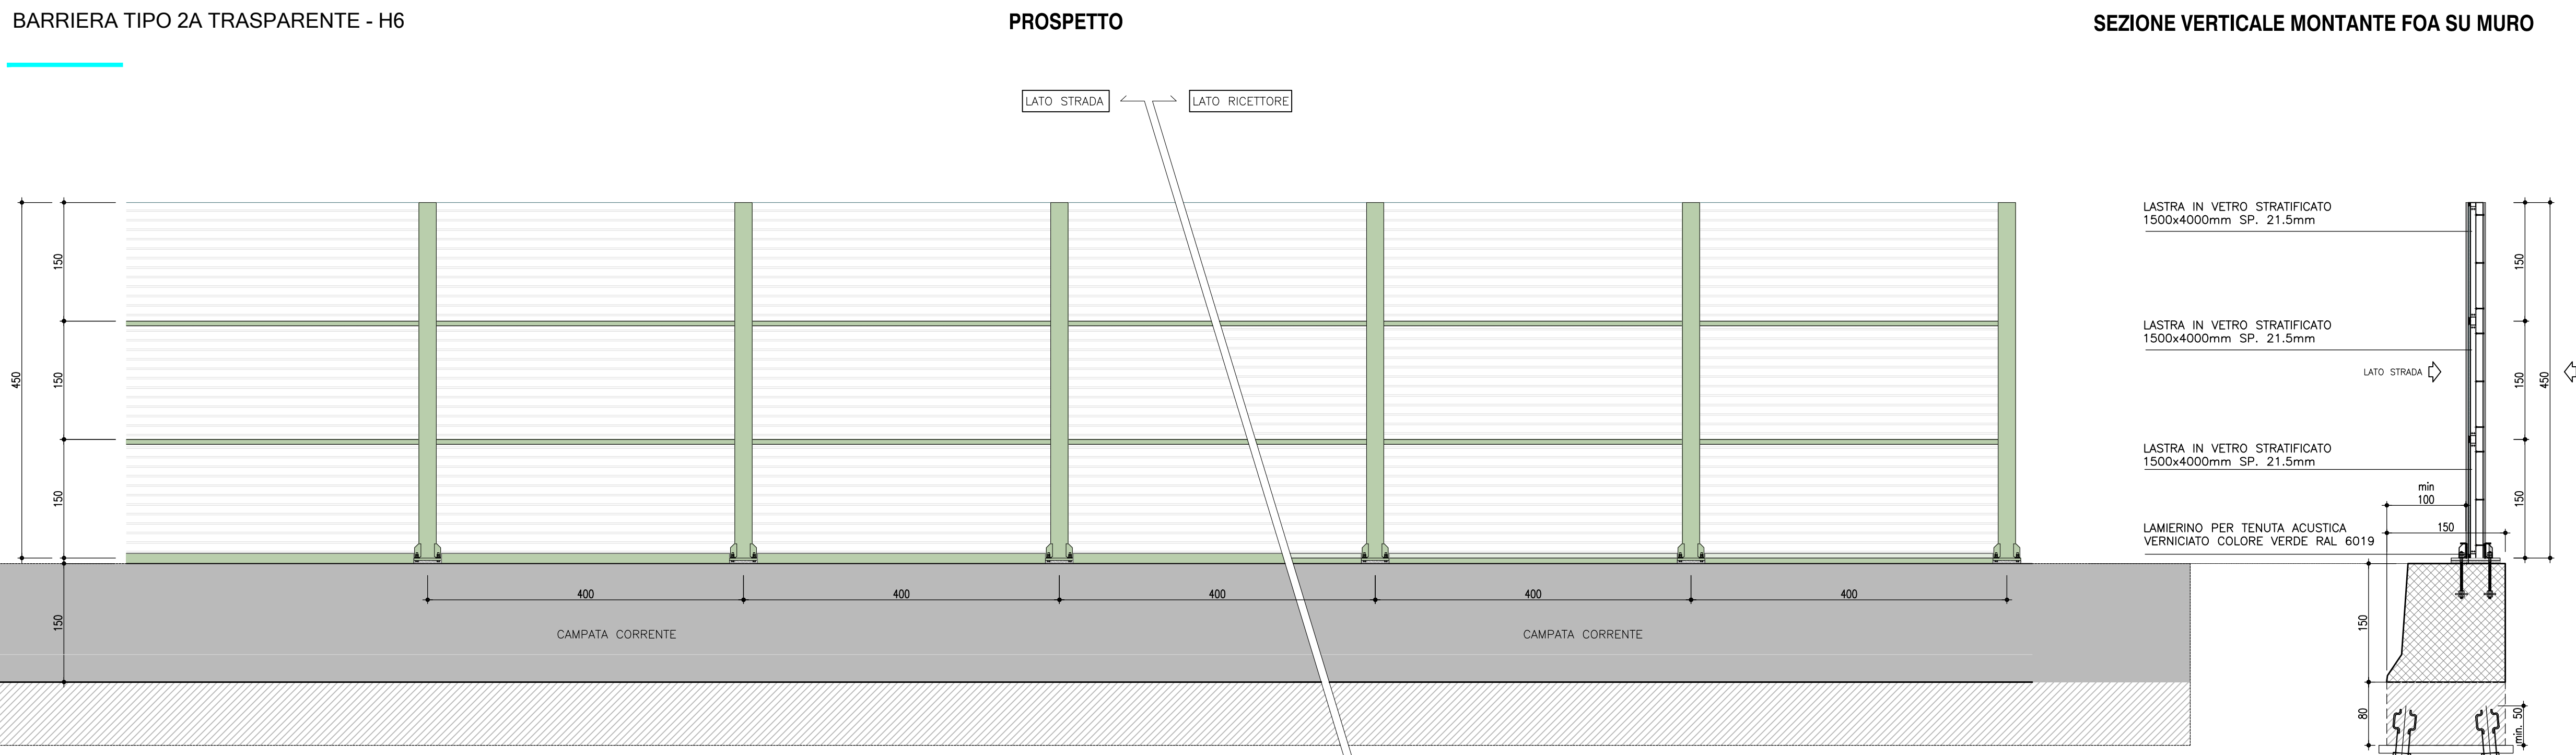 BARRIERA TIPO 2A TRASPARENTE - H6
PROSPETTO
SEZIONE VERTICALE MONTANTE FOA SU MURO
LATO STRADA
LATO RICETTORE
450
150
150
150
150
400
400
400
400
400
CAMPATA CORRENTE
CAMPATA CORRENTE
LASTRA IN VETRO STRATIFICATO
1500x4000mm SP. 21.5mm
LASTRA IN VETRO STRATIFICATO
1500x4000mm SP. 21.5mm
LATO STRADA
LASTRA IN VETRO STRATIFICATO
1500x4000mm SP. 21.5mm
min
100
150
LAMIERINO PER TENUTA ACUSTICA
VERNICIATO COLORE VERDE RAL 6019
150
150
150
450
150
80
min. 50